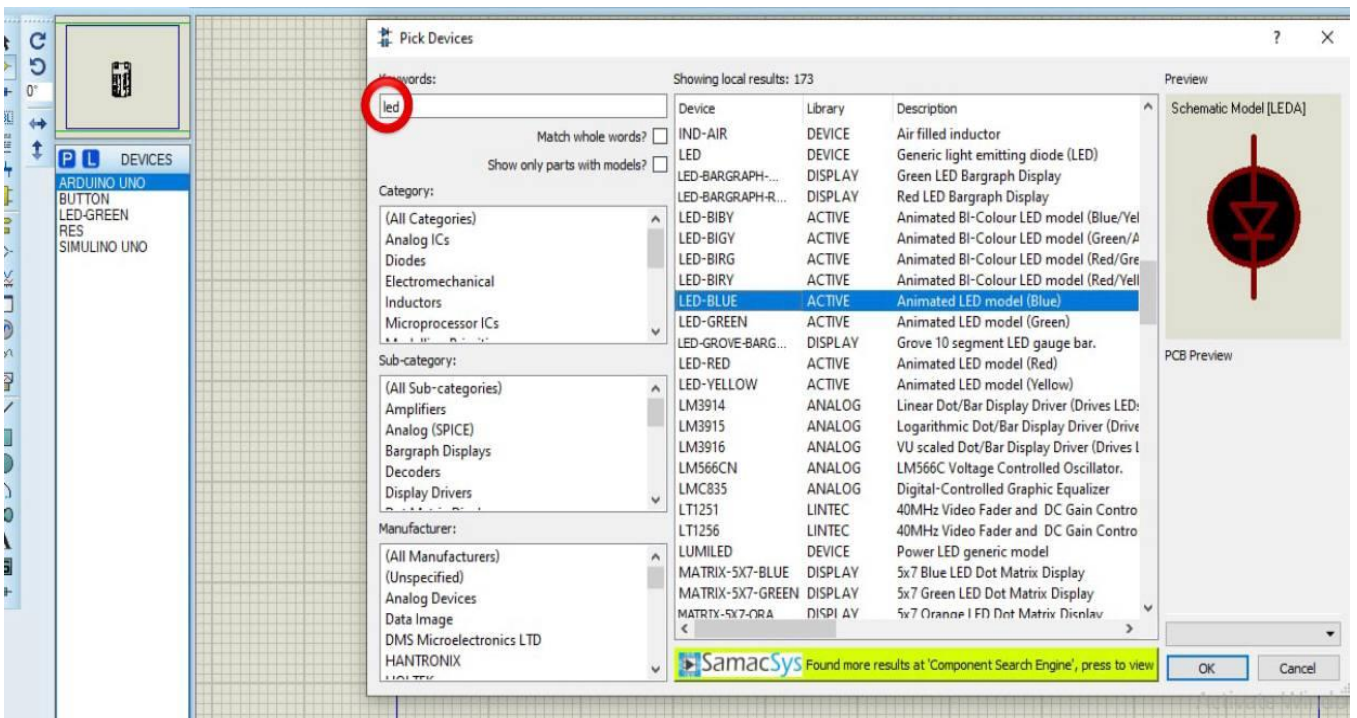 Pick Devices
?
Keywords:
led
Match whole words?
Show only parts with models?
Category:
(All Categories)
Analog ICs
Diodes
Electromechanical
Inductors
Microprocessor ICs
Sub-category:
(All Sub-categories)
Amplifiers
Analog (SPICE)
Bargraph Displays
Decoders
Display Drivers
Manufacturer:
(All Manufacturers)
(Unspecified)
Analog Devices
Data Image
DMS Microelectronics LTD
HANTRONIX
0°
P L DEVICES
ARDUINO UNO
BUTTON
LED-GREEN
RES
SIMULINO UNO
Showing local results: 173
Device Library Description
IND-AIR DEVICE Air filled inductor
LED DEVICE Generic light emitting diode (LED)
LED-BARGRAPH-... DISPLAY Green LED Bargraph Display
LED-BARGRAPH-R... DISPLAY Red LED Bargraph Display
LED-BIBY ACTIVE Animated BI-Colour LED model (Blue/Yel
LED-BIGY ACTIVE Animated BI-Colour LED model (Green/A
LED-BIRG ACTIVE Animated BI-Colour LED model (Red/Gre
LED-BIRY ACTIVE Animated BI-Colour LED model (Red/Yell
LED-BLUE ACTIVE Animated LED model (Blue)
LED-GREEN ACTIVE Animated LED model (Green)
LED-GROVE-BARG... DISPLAY Grove 10 segment LED gauge bar.
LED-RED ACTIVE Animated LED model (Red)
LED-YELLOW ACTIVE Animated LED model (Yellow)
LM3914 ANALOG Linear Dot/Bar Display Driver (Drives LED
LM3915 ANALOG Logarithmic Dot/Bar Display Driver (Drive
LM3916 ANALOG VU scaled Dot/Bar Display Driver (Drives L
LM566CN ANALOG LM566C Voltage Controlled Oscillator.
LMC835 ANALOG Digital-Controlled Graphic Equalizer
LT1251 LINTEC 40MHz Video Fader and DC Gain Contro
LT1256 LINTEC 40MHz Video Fader and DC Gain Contro
LUMILED DEVICE Power LED generic model
MATRIX-5X7-BLUE DISPLAY 5x7 Blue LED Dot Matrix Display
MATRIX-5X7-GREEN DISPLAY 5x7 Green LED Dot Matrix Display
MATRIX-5X7-ORA DISPLAY 5x7 Orange LED Dot Matrix Display
SamacSys Found more results at 'Component Search Engine', press to view
Preview
Schematic Model [LEDA]
PCB Preview
OK Cancel